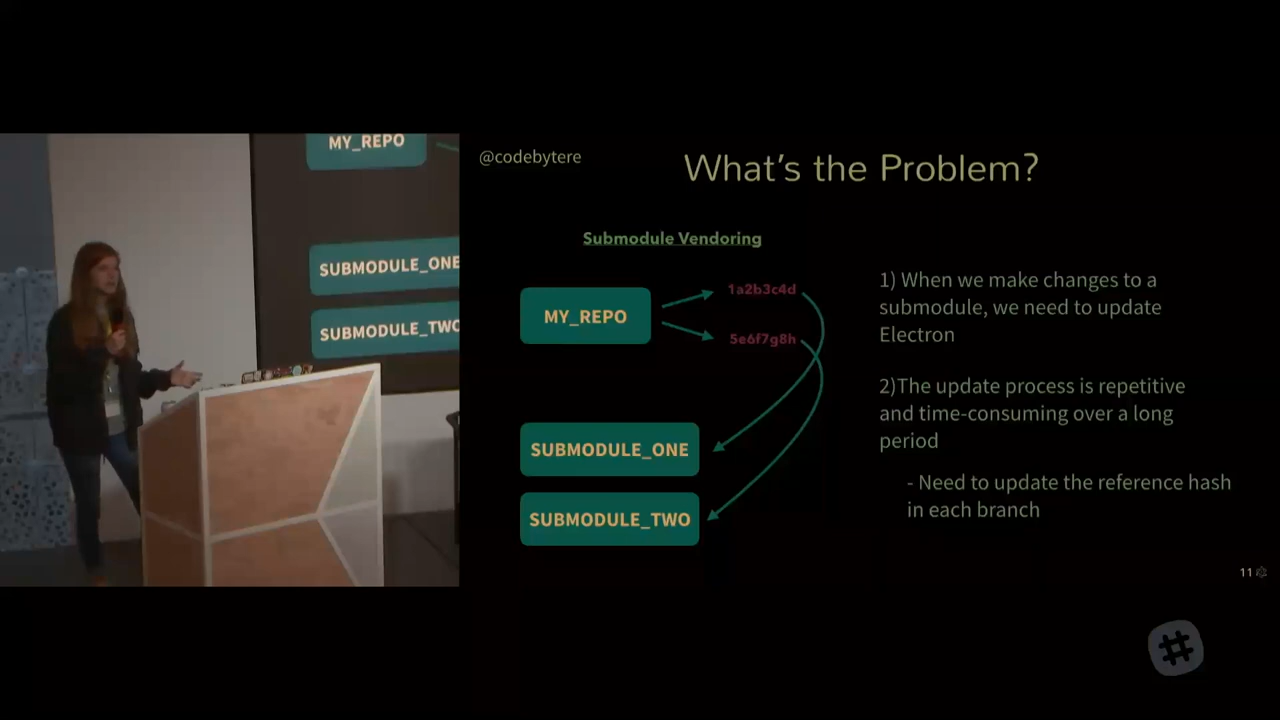 MY_REPO
SUBMODULE_ONE
SUBMODULE_TWO
@codebytere
What's the Problem?
Submodule Vendoring
MY_REPO
1a2b3c4d
5e6f7g8h
SUBMODULE_ONE
SUBMODULE_TWO
1) When we make changes to a
submodule, we need to update
Electron
2)The update process is repetitive
and time-consuming over a long
period
- Need to update the reference hash
in each branch
11